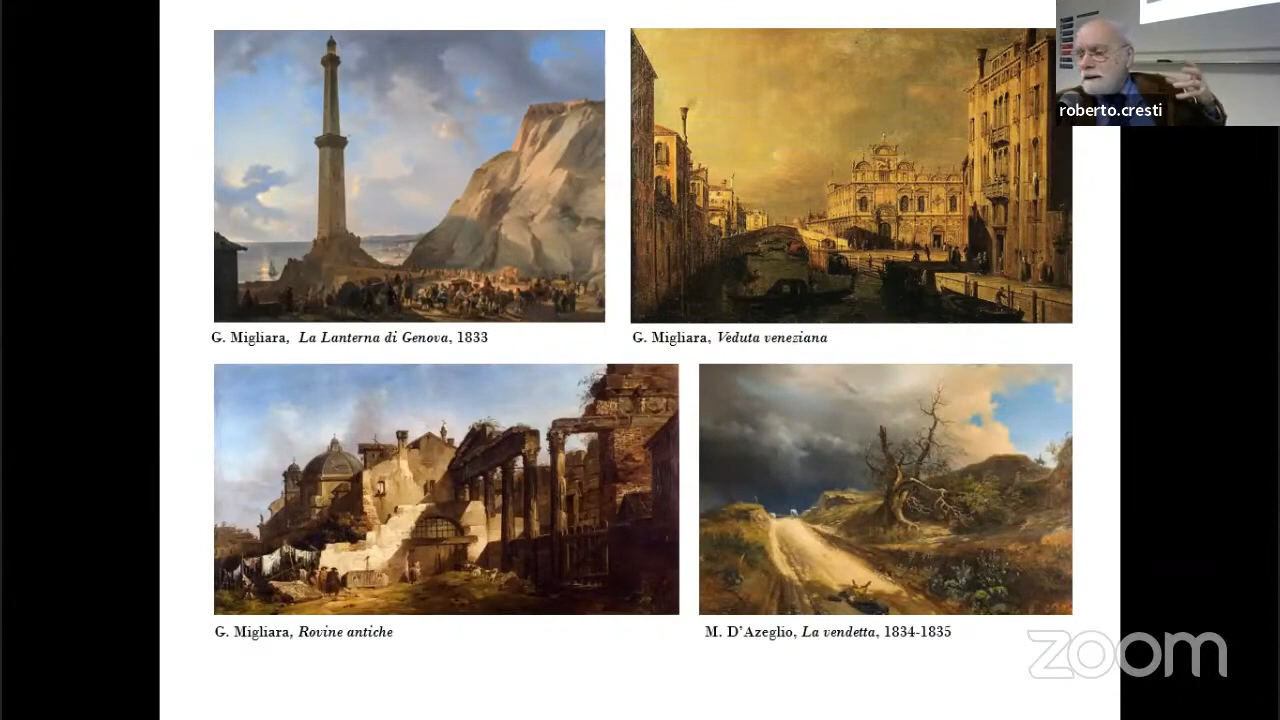 roberto.cresti
G. Migliara, La Lanterna di Genova, 1833
G. Migliara, Veduta veneziana
G. Migliara, Rovine antiche
M. D'Azeglio, La vendetta, 1834-1835
zoom